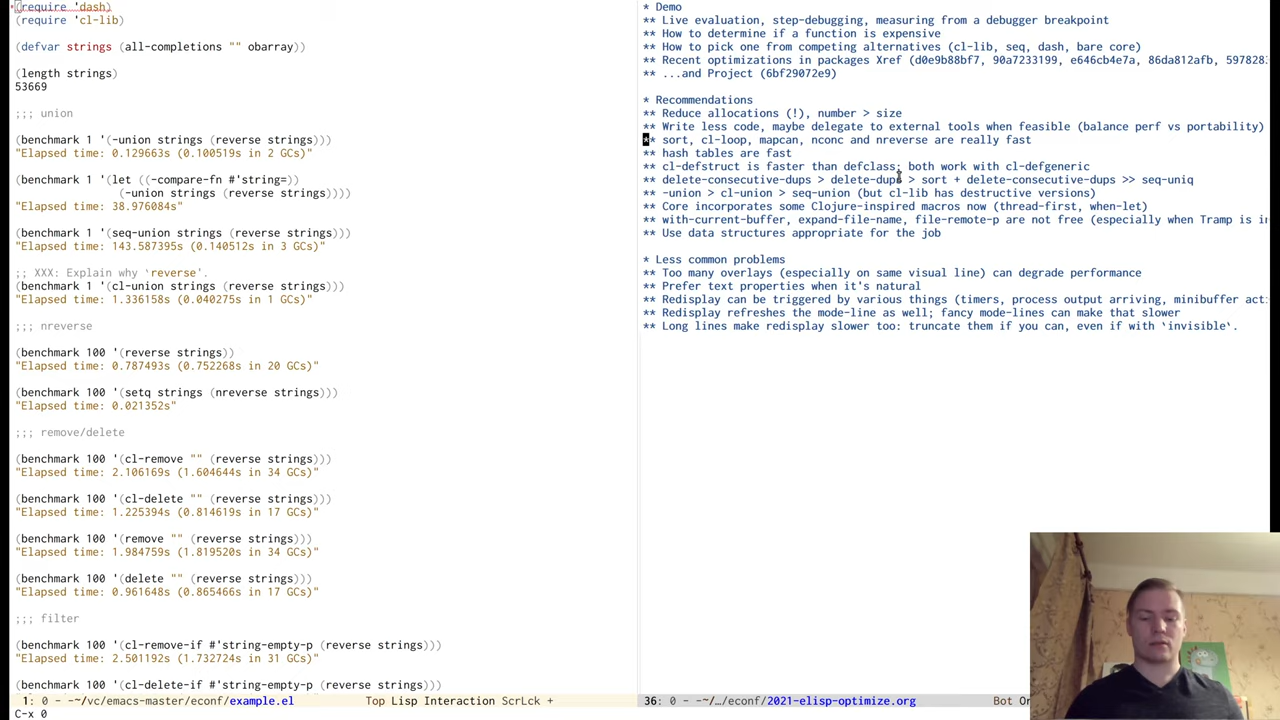 (require 'dash)
(require 'cl-lib)
(defvar strings (all-completions "" obarray))
(length strings)
53669
;;; union
(benchmark 1 '(-union strings (reverse strings)))
"Elapsed time: 0.129663s (0.100519s in 2 GCs)"
(benchmark 1 '(let ((-compare-fn #'string=))
(-union strings (reverse strings))))
"Elapsed time: 38.976084s"
(benchmark 1 '(seq-union strings (reverse strings)))
"Elapsed time: 143.587395s (0.140512s in 3 GCs)"
;; XXX: Explain why `reverse'.
(benchmark 1 '(cl-union strings (reverse strings)))
"Elapsed time: 1.336158s (0.040275s in 1 GCs)"
;;; nreverse
(benchmark 100 '(reverse strings))
"Elapsed time: 0.787493s (0.752268s in 20 GCs)"
(benchmark 100 '(setq strings (nreverse strings)))
"Elapsed time: 0.021352s"
;;; remove/delete
(benchmark 100 '(cl-remove "" (reverse strings)))
"Elapsed time: 2.106169s (1.604644s in 34 GCs)"
(benchmark 100 '(cl-delete "" (reverse strings)))
"Elapsed time: 1.225394s (0.814619s in 17 GCs)"
(benchmark 100 '(remove "" (reverse strings)))
"Elapsed time: 1.984759s (1.819520s in 34 GCs)"
(benchmark 100 '(delete "" (reverse strings)))
"Elapsed time: 0.961648s (0.865466s in 17 GCs)"
;;; filter
(benchmark 100 '(cl-remove-if #'string-empty-p (reverse strings)))
"Elapsed time: 2.501192s (1.732724s in 31 GCs)"
(benchmark 100 '(cl-delete-if #'string-empty-p (reverse strings)))
1: 0 - -~/vc/emacs-master/econf/example.el Top Lisp Interaction ScrLck +
C-x 0
* Demo
** Live evaluation, step-debugging, measuring from a debugger breakpoint
** How to determine if a function is expensive
** How to pick one from competing alternatives (cl-lib, seq, dash, bare core)
** Recent optimizations in packages Xref (d0e9b88bf7, 90a7233199, e646cb4e7a, 86da812afb, 597828
** ...and Project (6bf29072e9)
* Recommendations
** Reduce allocations (!), number > size
** Write less code, maybe delegate to external tools when feasible (balance perf vs portability)
** sort, cl-loop, mapcan, nconc and nreverse are really fast
** hash tables are fast
** cl-defstruct is faster than defclass; both work with cl-defgeneric
** delete-consecutive-dups > delete-dups > sort + delete-consecutive-dups >> seq-uniq
** -union > cl-union > seq-union (but cl-lib has destructive versions)
** Core incorporates some Clojure-inspired macros now (thread-first, when-let)
** with-current-buffer, expand-file-name, file-remote-p are not free (especially when Tramp is in
** Use data structures appropriate for the job
* Less common problems
** Too many overlays (especially on same visual line) can degrade performance
** Prefer text properties when it's natural
** Redisplay can be triggered by various things (timers, process output arriving, minibuffer acti
** Redisplay refreshes the mode-line as well; fancy mode-lines can make that slower
** Long lines make redisplay slower too: truncate them if you can, even if with `invisible`.
36: 0 - ~/…/econf/2021-elisp-optimize.org Bot Or